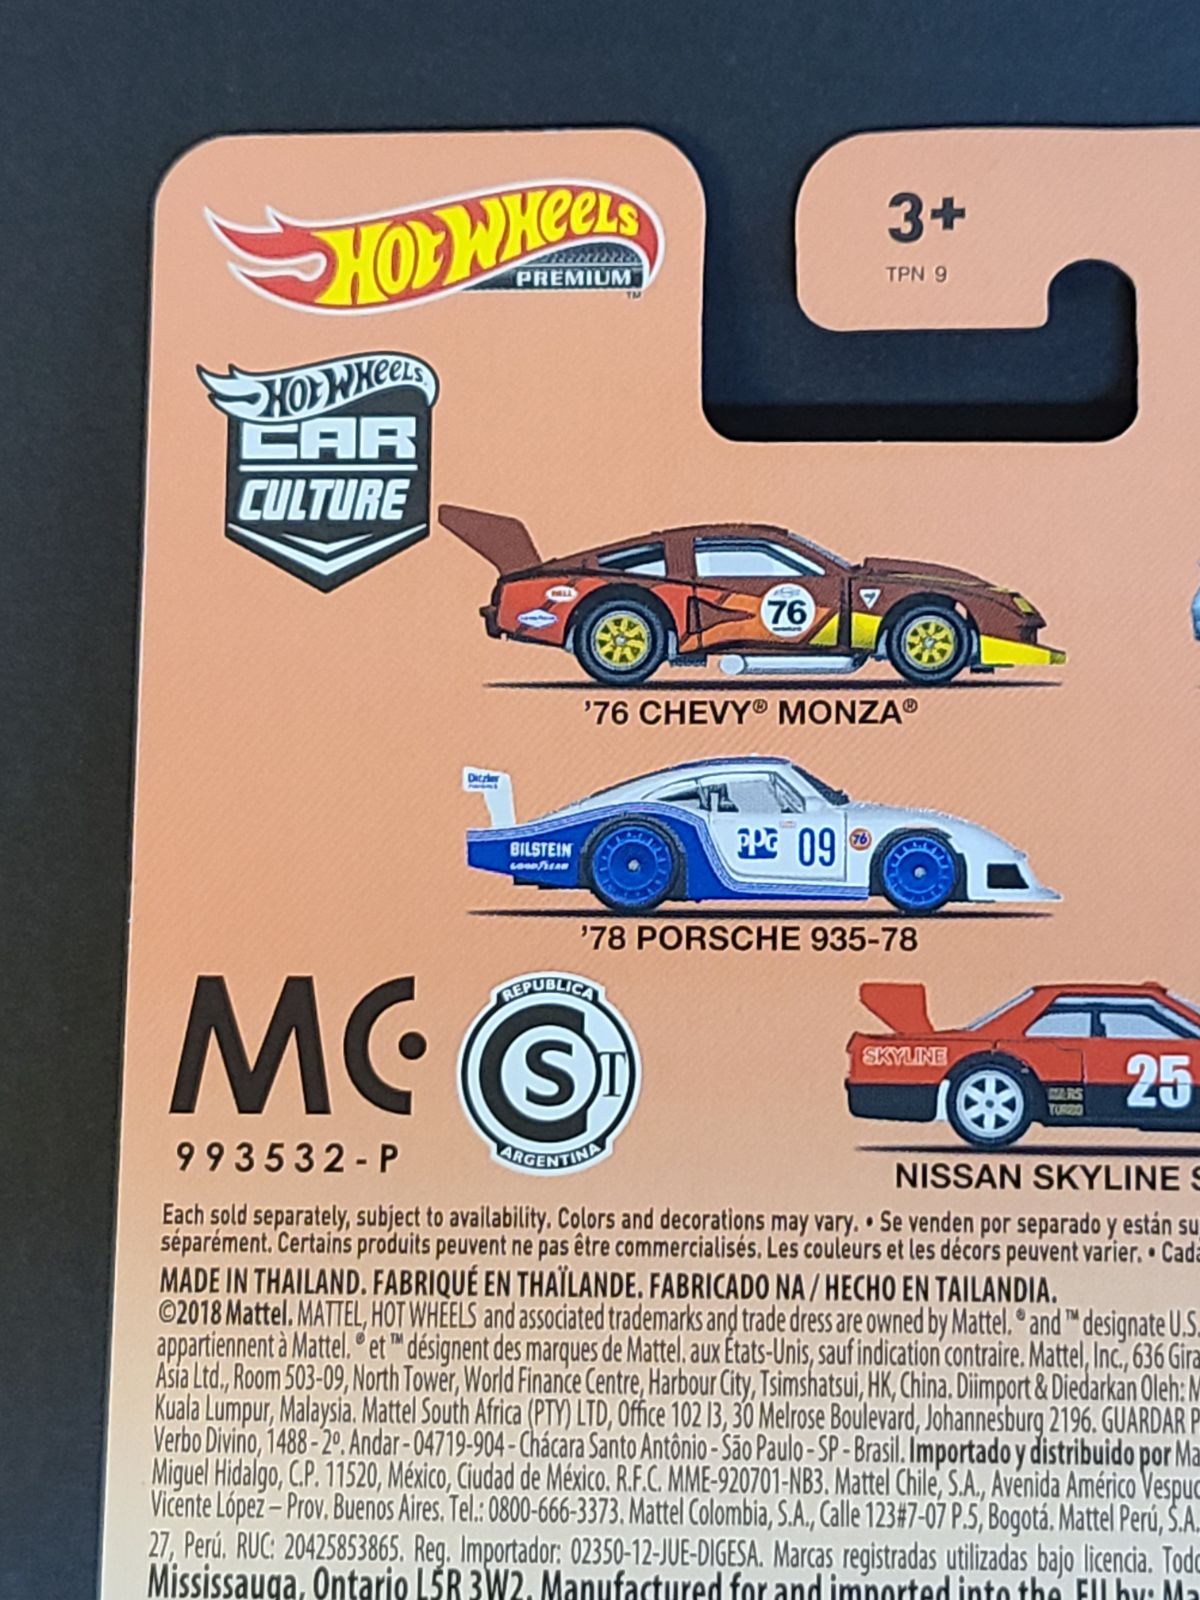 HOT WHEELS
PREMIUM™
3+
TPN 9
HOT WHEELS
CAR
CULTURE
BELL
76
'76 CHEVY® MONZA®
Ditzler
BILSTEIN
GOODYEAR
PPG
09
76
'78 PORSCHE 935-78
MC
993532-P
REPUBLICA
CS T
ARGENTINA
SKYLINE
25
TURBO
NISSAN SKYLINE S
Each sold separately, subject to availability. Colors and decorations may vary. • Se venden por separado y están su
séparément. Certains produits peuvent ne pas être commercialisés. Les couleurs et les décors peuvent varier. • Cada
MADE IN THAILAND. FABRIQUÉ EN THAÏLANDE. FABRICADO NA / HECHO EN TAILANDIA.
©2018 Mattel. MATTEL, HOT WHEELS and associated trademarks and trade dress are owned by Mattel. ® and ™ designate U.S.
appartiennent à Mattel. ® et ™ désignent des marques de Mattel. aux États-Unis, sauf indication contraire. Mattel, Inc., 636 Gira
Asia Ltd., Room 503-09, North Tower, World Finance Centre, Harbour City, Tsimshatsui, HK, China. Diimport & Diedarkan Oleh: M
Kuala Lumpur, Malaysia. Mattel South Africa (PTY) LTD, Office 102 I3, 30 Melrose Boulevard, Johannesburg 2196. GUARDAR P
Verbo Divino, 1488 - 2º. Andar - 04719-904 - Chácara Santo Antônio - São Paulo - SP - Brasil. Importado y distribuido por Ma
Miguel Hidalgo, C.P. 11520, México, Ciudad de México. R.F.C. MME-920701-NB3. Mattel Chile, S.A., Avenida Américo Vespuc
Vicente López – Prov. Buenos Aires. Tel.: 0800-666-3373. Mattel Colombia, S.A., Calle 123#7-07 P.5, Bogotá. Mattel Perú, S.A.
27, Perú. RUC: 20425853865. Reg. Importador: 02350-12-JUE-DIGESA. Marcas registradas utilizadas bajo licencia. Todo
Mississauga, Ontario L5R 3W2. Manufactured for and imported into the EU by: Ma